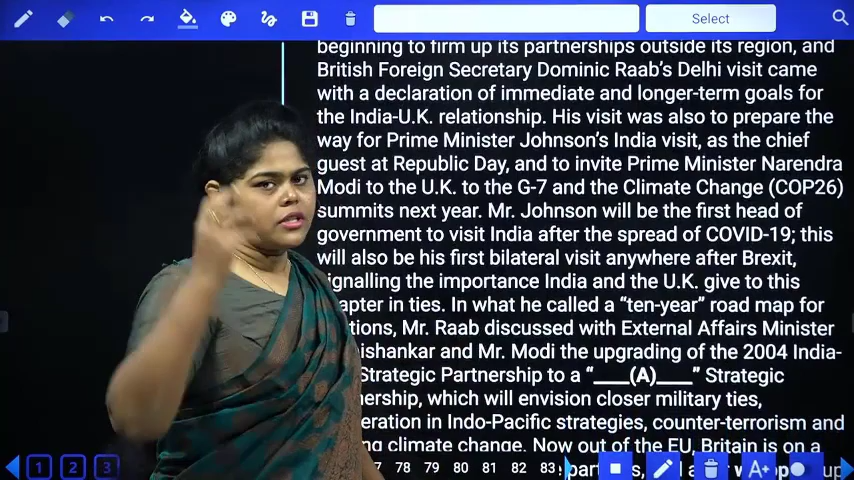 Select
beginning to firm up its partnerships outside its region, and
British Foreign Secretary Dominic Raab's Delhi visit came
with a declaration of immediate and longer-term goals for
the India-U.K. relationship. His visit was also to prepare the
way for Prime Minister Johnson's India visit, as the chief
guest at Republic Day, and to invite Prime Minister Narendra
Modi to the U.K. to the G-7 and the Climate Change (COP26)
summits next year. Mr. Johnson will be the first head of
government to visit India after the spread of COVID-19; this
will also be his first bilateral visit anywhere after Brexit,
ignalling the importance India and the U.K. give to this
apter in ties. In what he called a “ten-year” road map for
tions, Mr. Raab discussed with External Affairs Minister
ishankar and Mr. Modi the upgrading of the 2004 India-
Strategic Partnership to a “____(A)____” Strategic
nership, which will envision closer military ties,
eration in Indo-Pacific strategies, counter-terrorism and
ng climate change. Now out of the EU, Britain is on a
1 2 3 77 78 79 80 81 82 83 A+